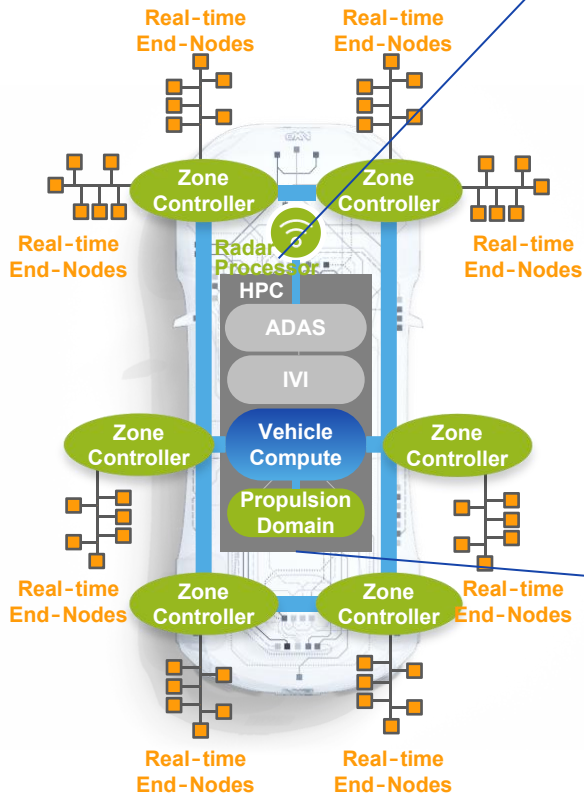 Real-time
End-Nodes
Real-time
End-Nodes
Zone
Controller
Zone
Controller
Real-time
End-Nodes
Radar
Processor
Real-time
End-Nodes
HPC
ADAS
IVI
Zone
Controller
Vehicle
Compute
Zone
Controller
Propulsion
Domain
Real-time
End-Nodes
Zone
Controller
Zone
Controller
Real-time
End-Nodes
Real-time
End-Nodes
Real-time
End-Nodes